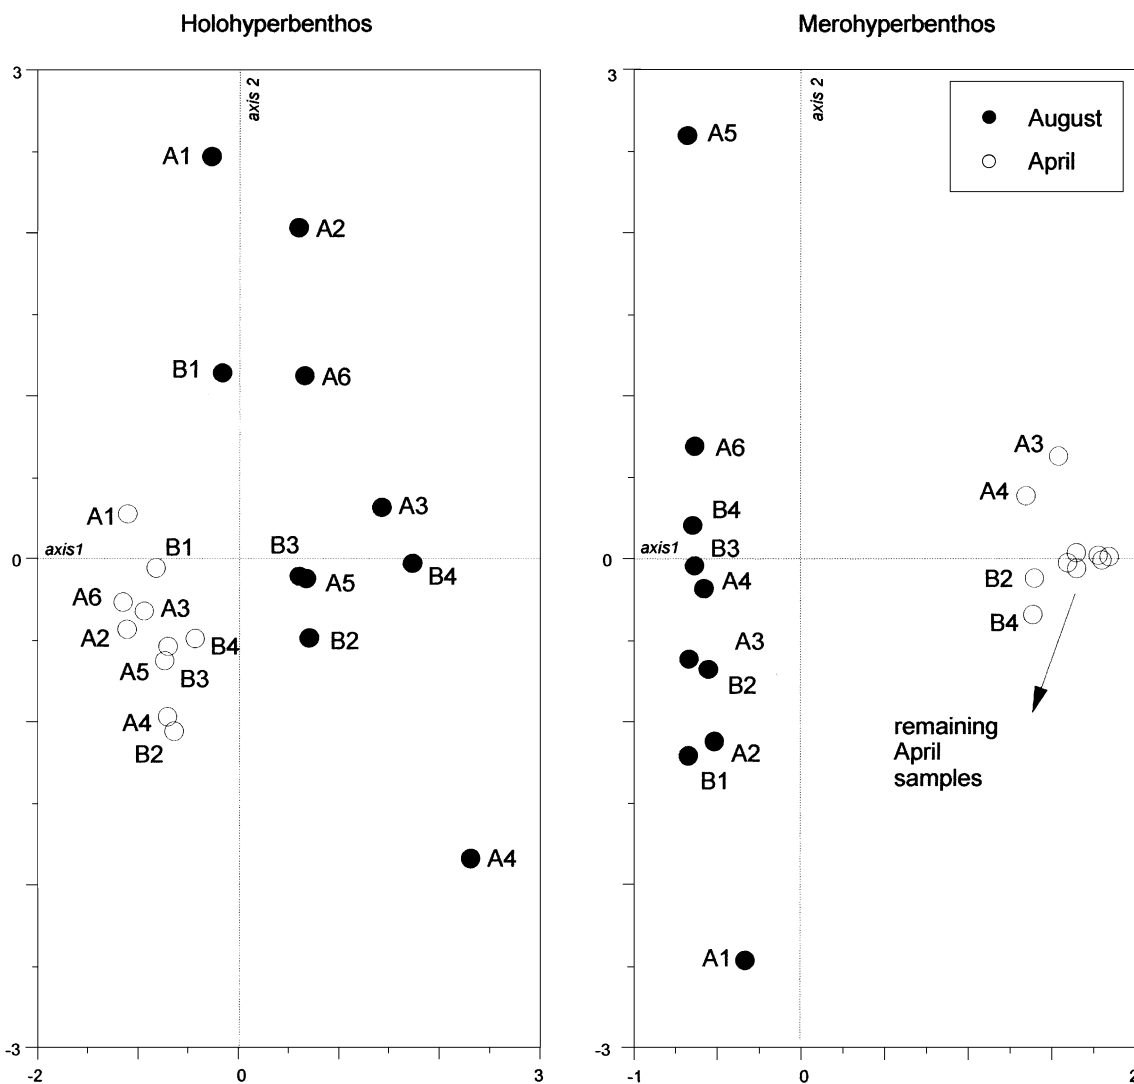 Holohyperbenthos
3
axis 2
A1
A2
B1
A6
A3
A1
axis1
B1
B3
0
B4
A5
A6
A3
A2
B4
B2
A5
B3
A4
B2
A4
-3
-2
0
3
Merohyperbenthos
3
axis 2
August
April
A5
A6
A3
B4
A4
axis1
B3
0
A4
B2
B4
A3
B2
remaining
April
samples
A2
B1
A1
-3
-1
0
2